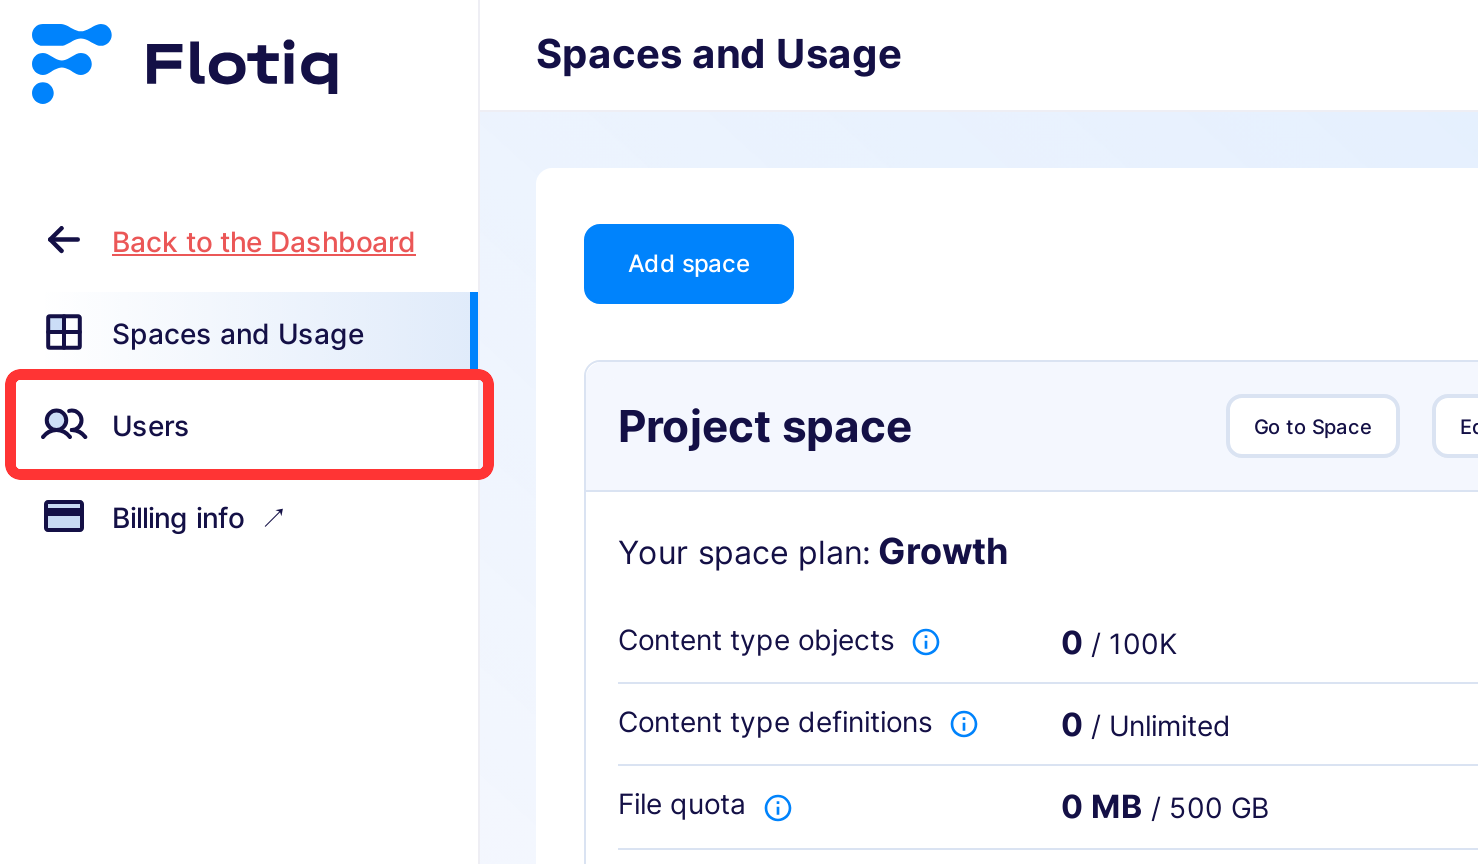 Flotiq
Spaces and Usage
Back to the Dashboard
Spaces and Usage
Users
Billing info
Add space
Project space
Go to Space
Your space plan: Growth
Content type objects
0 / 100K
Content type definitions
0 / Unlimited
File quota
0 MB / 500 GB